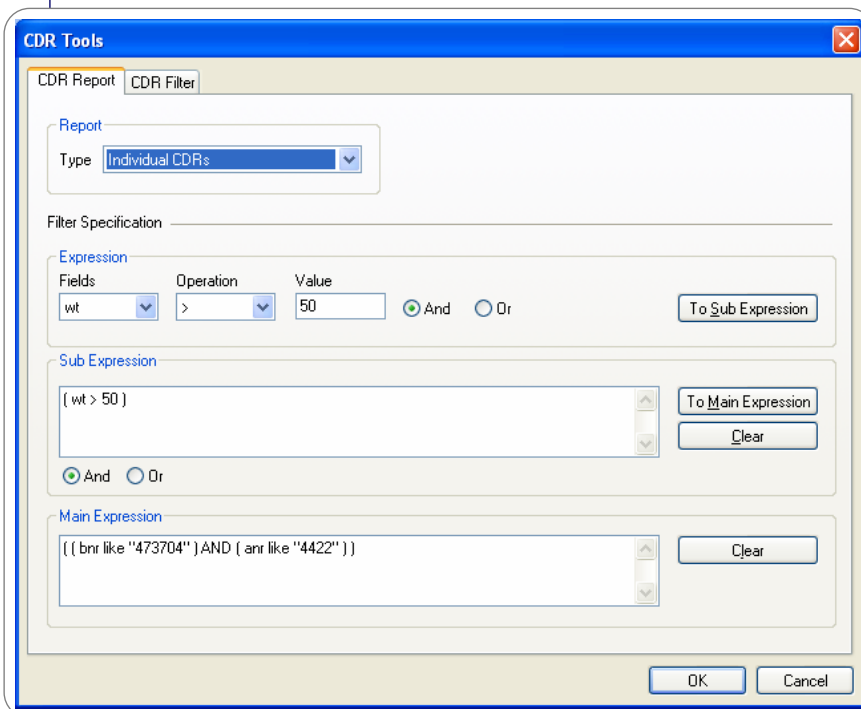 CDR Tools
CDR Report CDR Filter
Report
Type Individual CDRs
Filter Specification
Expression
Fields Operation Value
wt > 50 And Or To Sub Expression
Sub Expression
( wt > 50 ) To Main Expression
Clear
And Or
Main Expression
( ( bnr like "473704" ) AND ( anr like "4422" ) ) Clear
OK Cancel